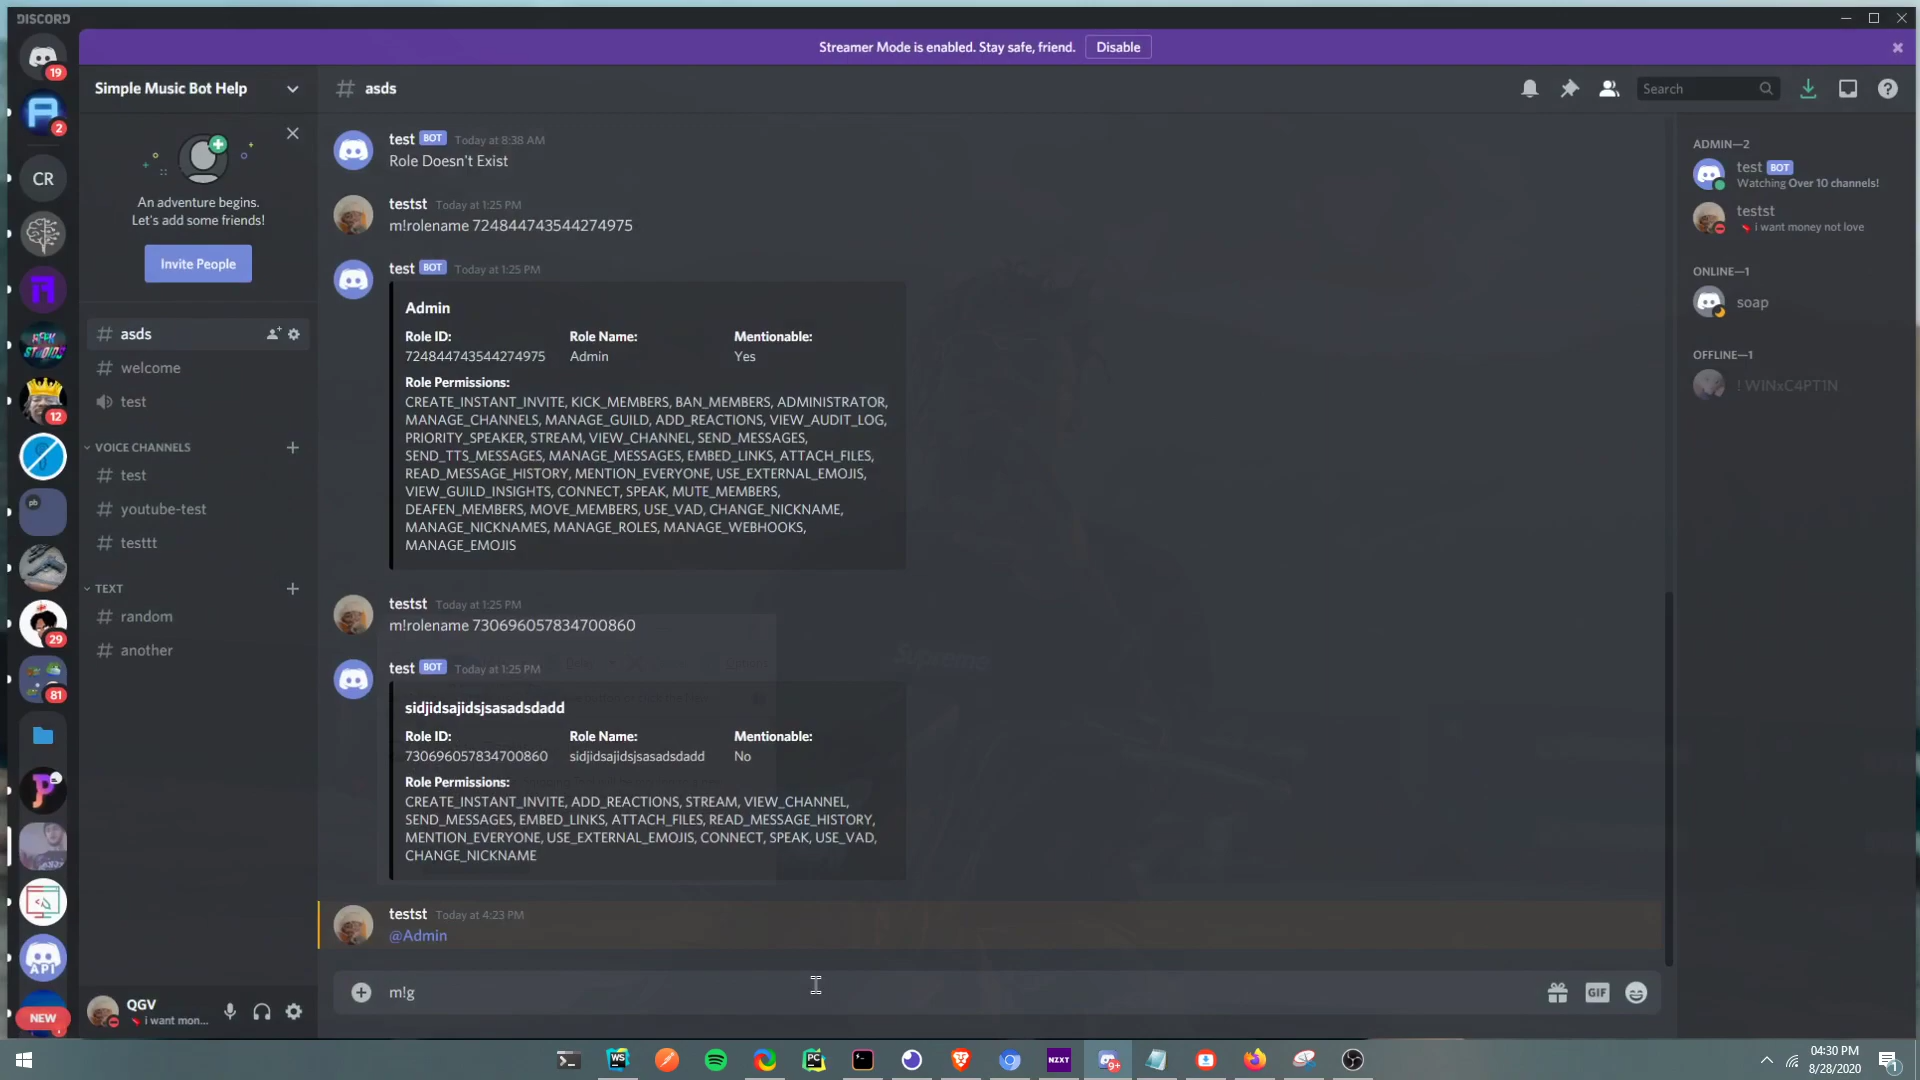 DISCORD
Streamer Mode is enabled. Stay safe, friend. Disable
Simple Music Bot Help
# asds
Search
19
2
CR
12
29
81
API
NEW
An adventure begins.
Let's add some friends!
Invite People
# asds
# welcome
test
VOICE CHANNELS
# test
# youtube-test
# testtt
TEXT
# random
# another
QGV
i want mon...
test BOT Today at 8:38 AM
Role Doesn't Exist
testst Today at 1:25 PM
m!rolename 724844743544274975
test BOT Today at 1:25 PM
Admin
Role ID: Role Name: Mentionable:
724844743544274975 Admin Yes
Role Permissions:
CREATE_INSTANT_INVITE, KICK_MEMBERS, BAN_MEMBERS, ADMINISTRATOR,
MANAGE_CHANNELS, MANAGE_GUILD, ADD_REACTIONS, VIEW_AUDIT_LOG,
PRIORITY_SPEAKER, STREAM, VIEW_CHANNEL, SEND_MESSAGES,
SEND_TTS_MESSAGES, MANAGE_MESSAGES, EMBED_LINKS, ATTACH_FILES,
READ_MESSAGE_HISTORY, MENTION_EVERYONE, USE_EXTERNAL_EMOJIS,
VIEW_GUILD_INSIGHTS, CONNECT, SPEAK, MUTE_MEMBERS,
DEAFEN_MEMBERS, MOVE_MEMBERS, USE_VAD, CHANGE_NICKNAME,
MANAGE_NICKNAMES, MANAGE_ROLES, MANAGE_WEBHOOKS,
MANAGE_EMOJIS
testst Today at 1:25 PM
m!rolename 730696057834700860
test BOT Today at 1:25 PM
sidjidsajidsjsasadsdadd
Role ID: Role Name: Mentionable:
730696057834700860 sidjidsajidsjsasadsdadd No
Role Permissions:
CREATE_INSTANT_INVITE, ADD_REACTIONS, STREAM, VIEW_CHANNEL,
SEND_MESSAGES, EMBED_LINKS, ATTACH_FILES, READ_MESSAGE_HISTORY,
MENTION_EVERYONE, USE_EXTERNAL_EMOJIS, CONNECT, SPEAK, USE_VAD,
CHANGE_NICKNAME
Supreme
testst Today at 4:23 PM
@Admin
m!g
GIF
ADMIN—2
test BOT
Watching Over 10 channels!
testst
i want money not love
ONLINE—1
soap
OFFLINE—1
! WINxC4PT1N
WS
PC
NZXT
9+
04:30 PM
8/28/2020
1